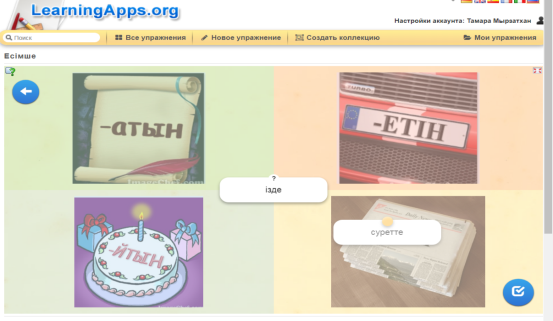 LearningApps.org
Настройки аккаунта: Тамара Мырзатхан
Поиск
Все упражнения
Новое упражнение
Создать коллекцию
Мои упражнения
Есімше
-атын
-ЕТІН
?
ізде
-йтын
суретте